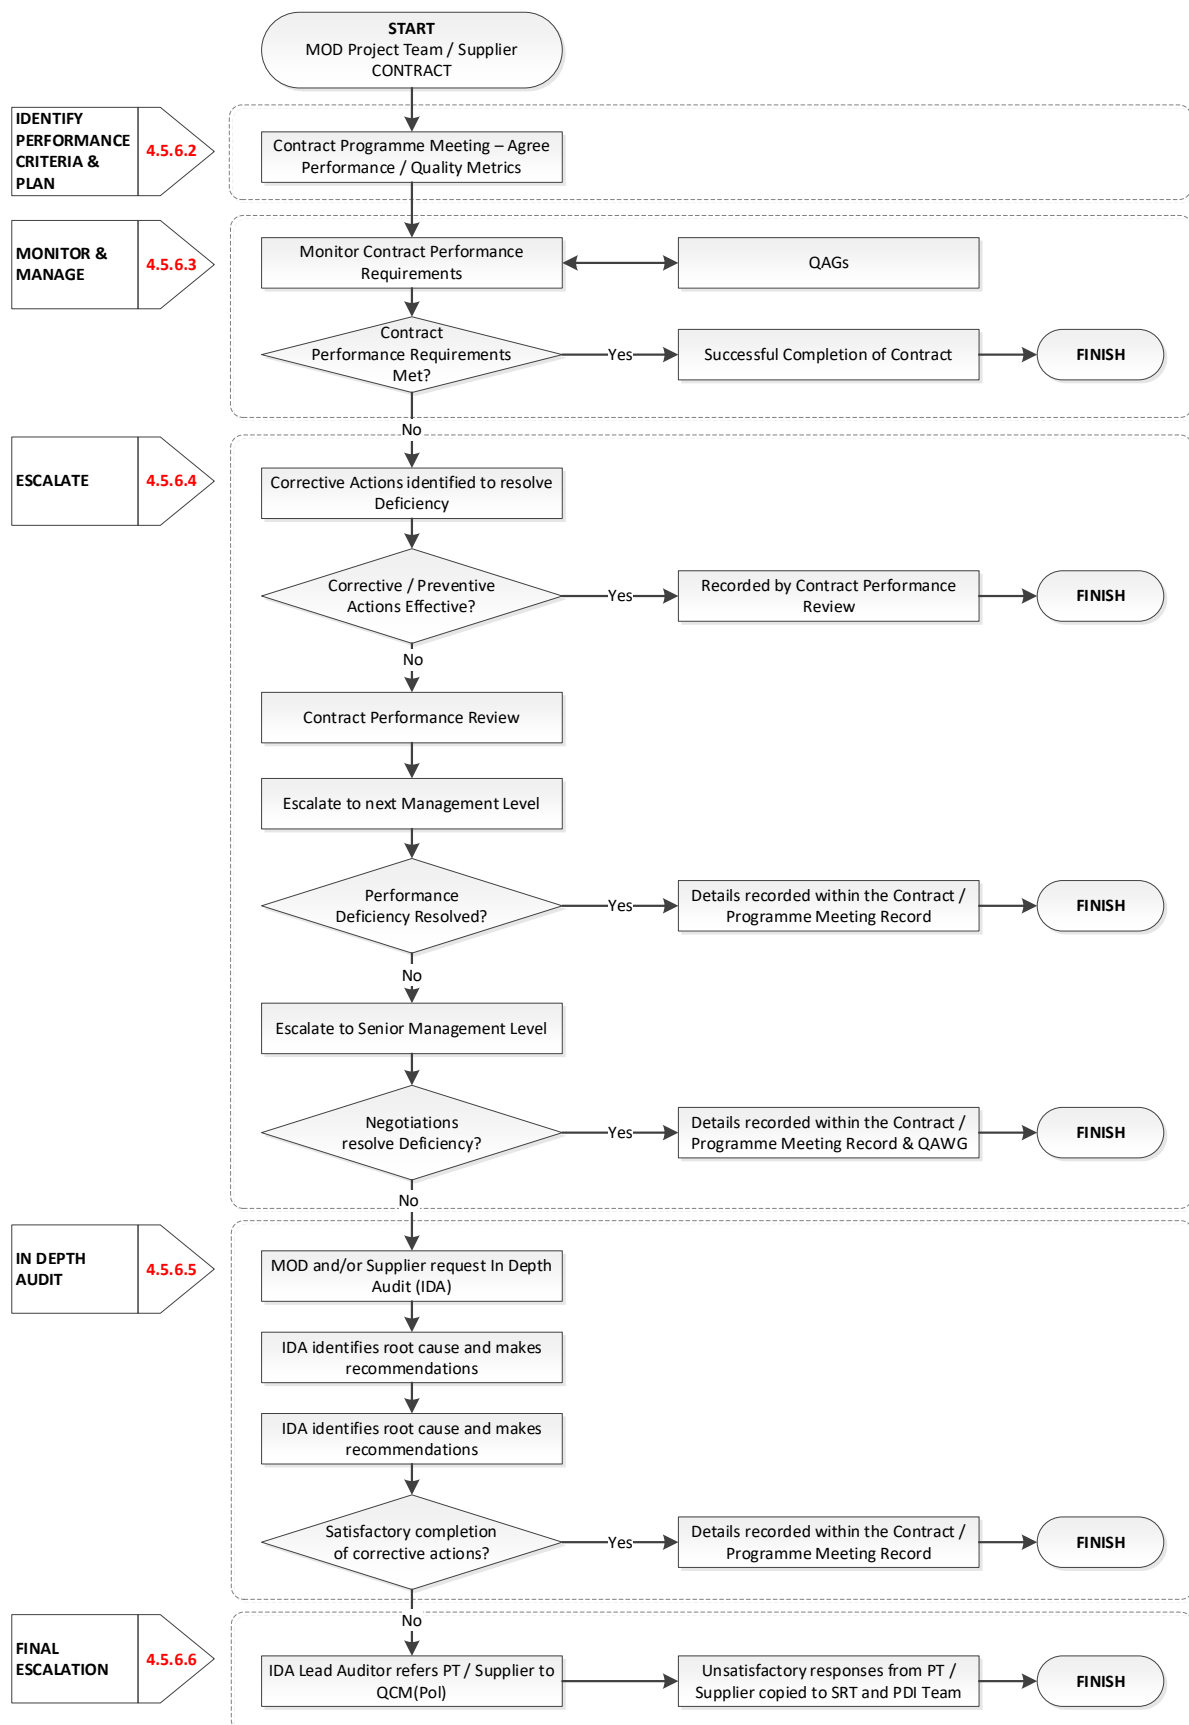 START
MOD Project Team / Supplier
CONTRACT
IDENTIFY
PERFORMANCE
CRITERIA &
PLAN
4.5.6.2
Contract Programme Meeting – Agree
Performance / Quality Metrics
MONITOR &
MANAGE
4.5.6.3
Monitor Contract Performance
Requirements
QAGs
Contract
Performance Requirements
Met?
Yes
Successful Completion of Contract
FINISH
No
ESCALATE
4.5.6.4
Corrective Actions identified to resolve
Deficiency
Corrective / Preventive
Actions Effective?
Yes
Recorded by Contract Performance
Review
FINISH
No
Contract Performance Review
Escalate to next Management Level
Performance
Deficiency Resolved?
Yes
Details recorded within the Contract /
Programme Meeting Record
FINISH
No
Escalate to Senior Management Level
Negotiations
resolve Deficiency?
Yes
Details recorded within the Contract /
Programme Meeting Record & QAWG
FINISH
No
IN DEPTH
AUDIT
4.5.6.5
MOD and/or Supplier request In Depth
Audit (IDA)
IDA identifies root cause and makes
recommendations
IDA identifies root cause and makes
recommendations
Satisfactory completion
of corrective actions?
Yes
Details recorded within the Contract /
Programme Meeting Record
FINISH
No
FINAL
ESCALATION
4.5.6.6
IDA Lead Auditor refers PT / Supplier to
QCM(Pol)
Unsatisfactory responses from PT /
Supplier copied to SRT and PDI Team
FINISH